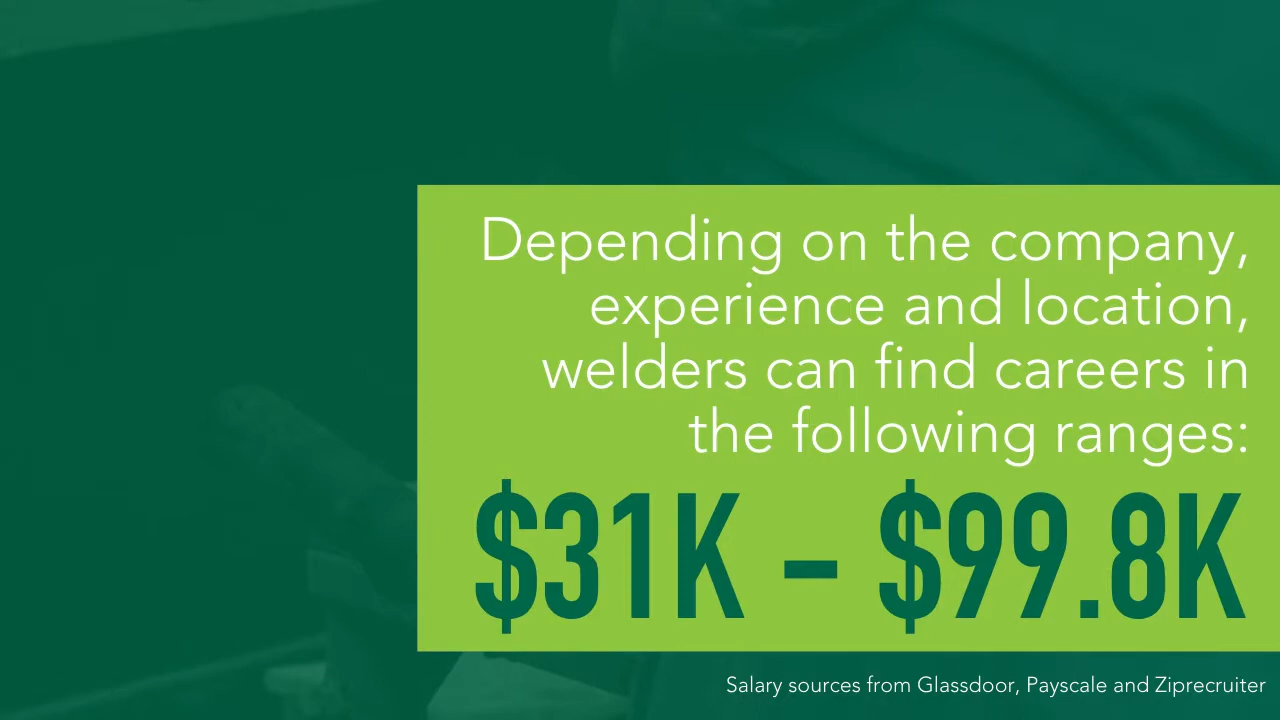 Depending on the company,
experience and location,
welders can find careers in
the following ranges:
$31K – $99.8K
Salary sources from Glassdoor, Payscale and Ziprecruiter